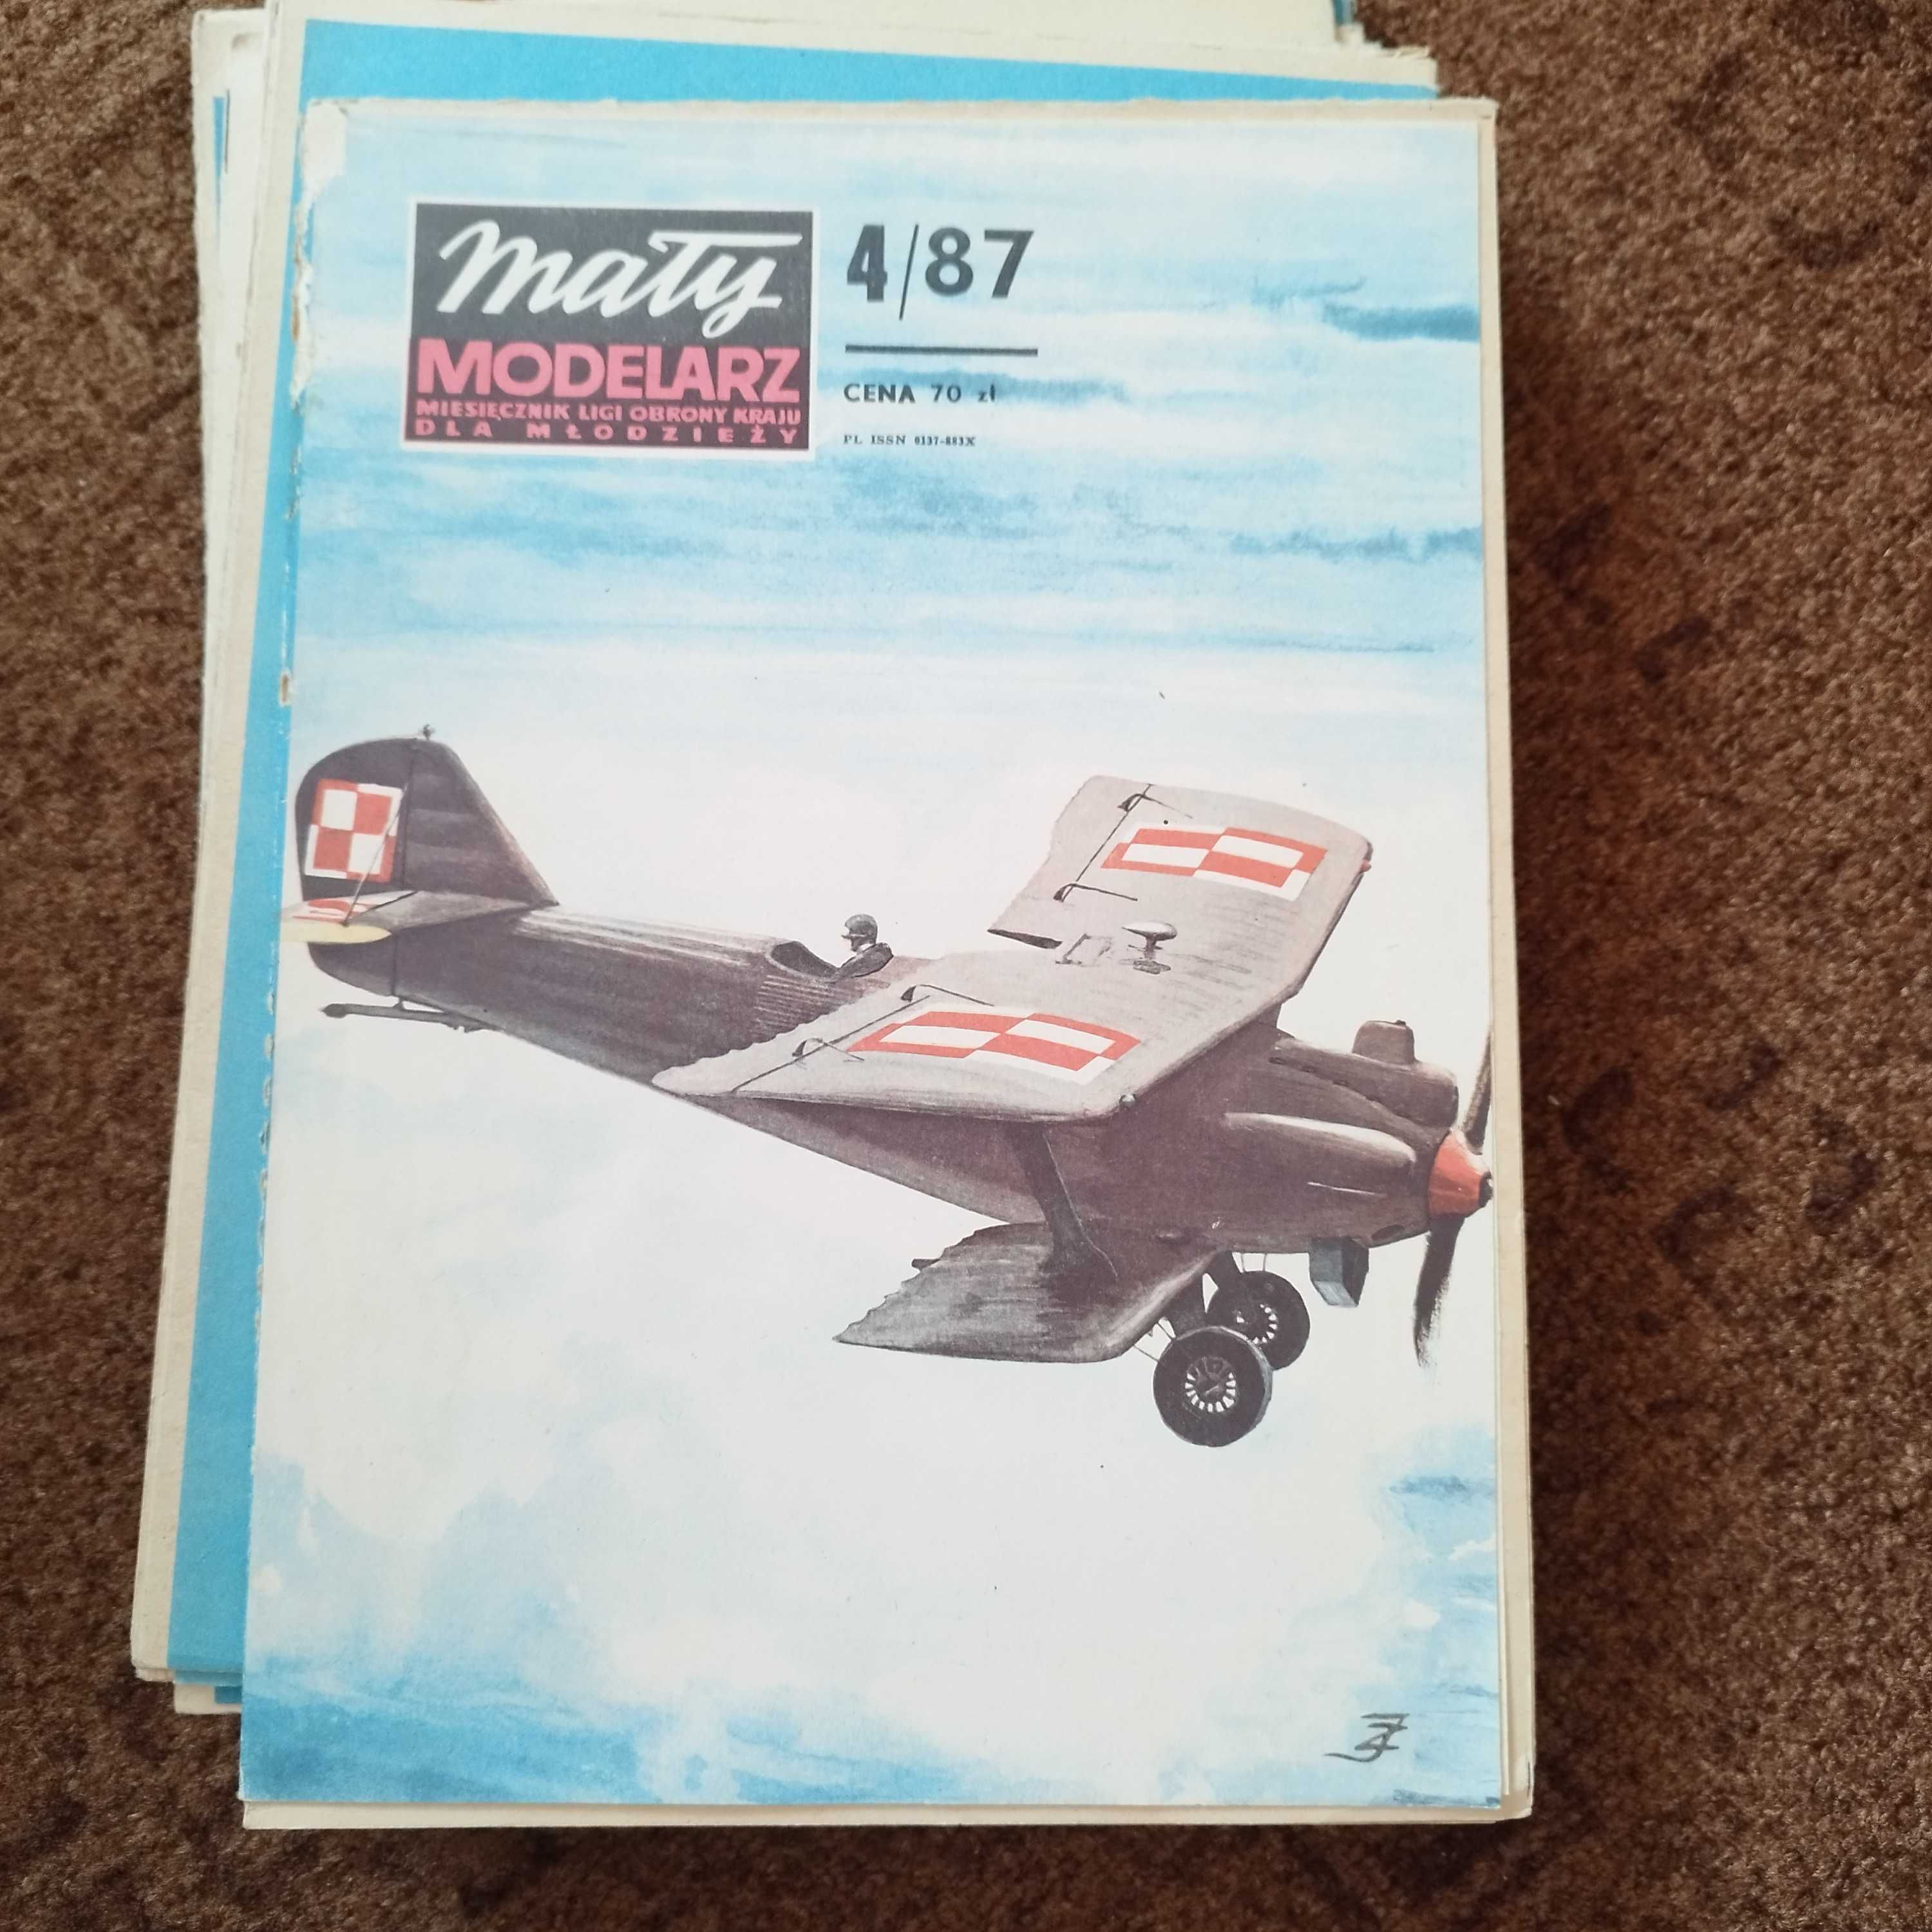 Mały
MODELARZ
MIESIĘCZNIK LIGI OBRONY KRAJU
DLA MŁODZIEŻY
4/87
CENA 70 zł
PL ISSN 0137-883X